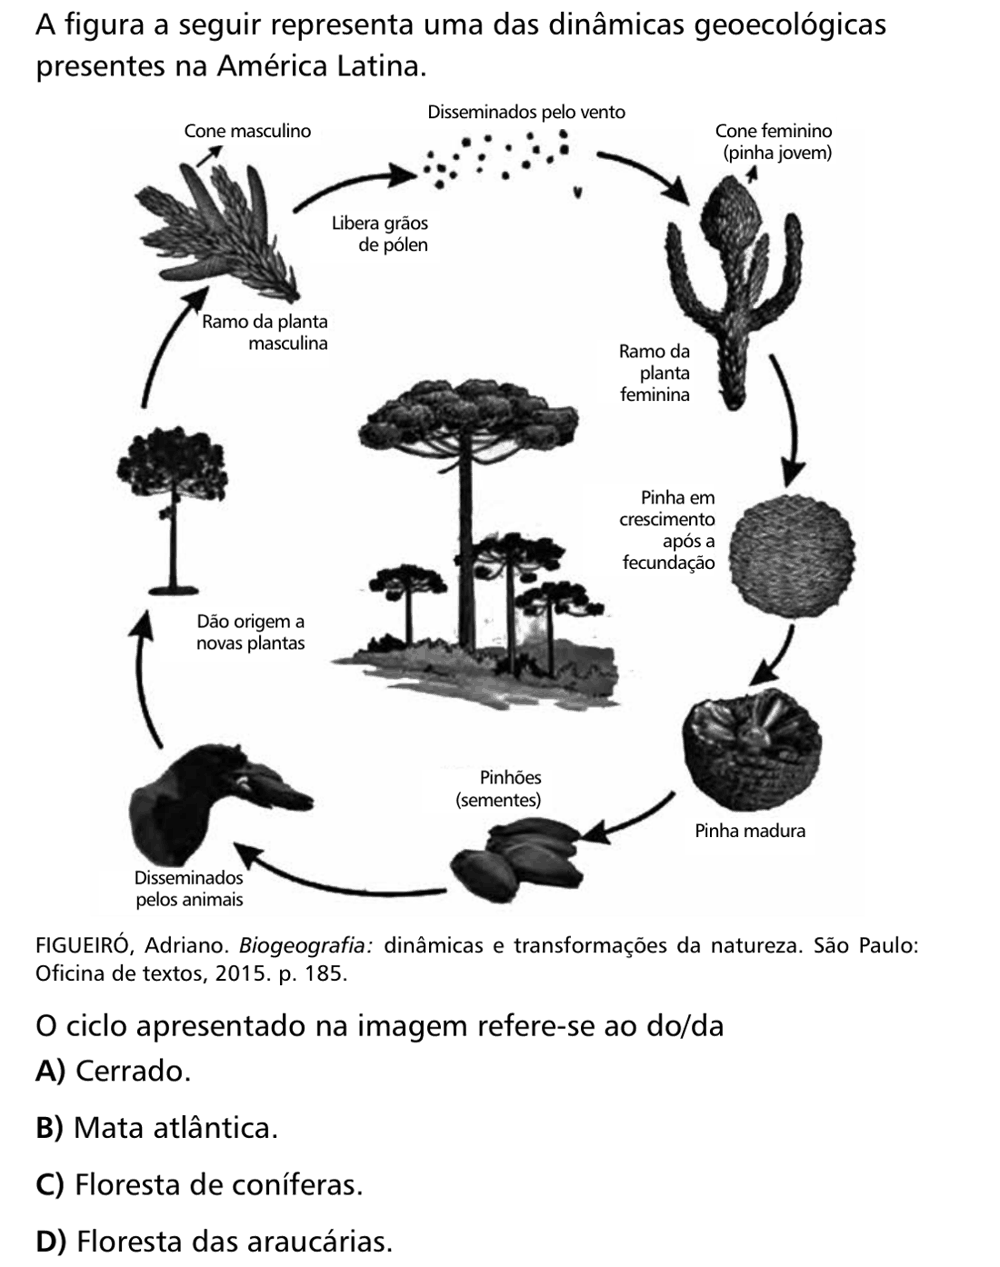 A figura a seguir representa uma das dinâmicas geoecológicas
presentes na América Latina.
Disseminados pelo vento
Cone masculino
Cone feminino
(pinha jovem)
Libera grãos
de pólen
Ramo da planta
masculina
Ramo da
planta
feminina
Pinha em
crescimento
após a
fecundação
Dão origem a
novas plantas
Pinhões
(sementes)
Pinha madura
Disseminados
pelos animais
FIGUEIRÓ, Adriano. Biogeografia: dinâmicas e transformações da natureza. São Paulo:
Oficina de textos, 2015. p. 185.
O ciclo apresentado na imagem refere-se ao do/da
A) Cerrado.
B) Mata atlântica.
C) Floresta de coníferas.
D) Floresta das araucárias.